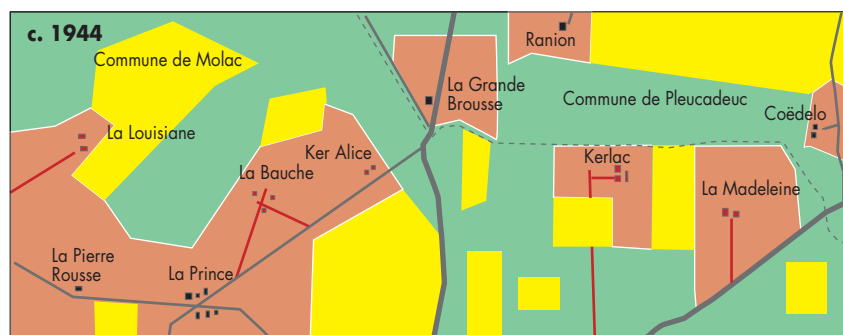 c. 1944
Commune de Molac
Ranion
La Grande
Brousse
Commune de Pleucadeuc
Coëdelo
La Louisiane
Ker Alice
La Bauche
Kerlac
La Madeleine
La Pierre
Rousse
La Prince